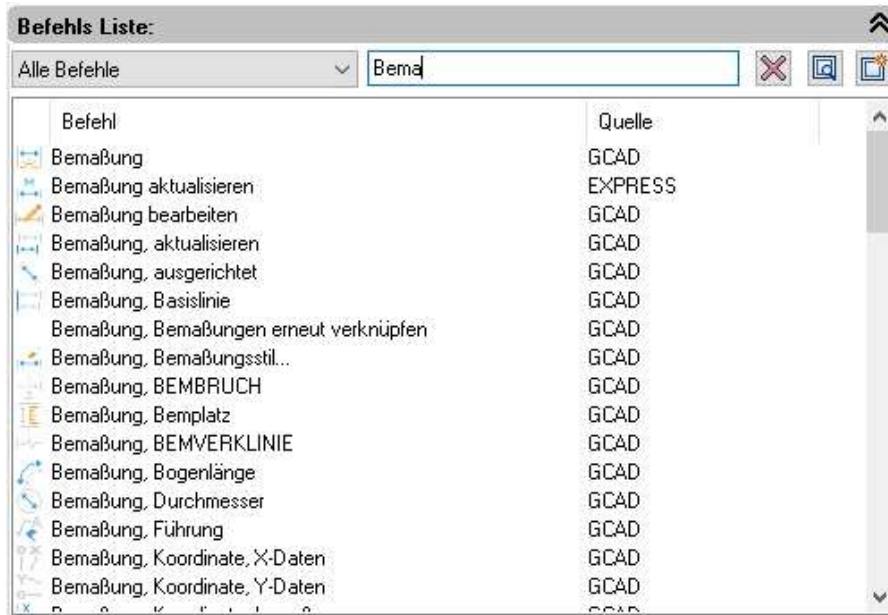 Befehls Liste:
Alle Befehle Bema
Befehl Quelle
Bemaßung GCAD
Bemaßung aktualisieren EXPRESS
Bemaßung bearbeiten GCAD
Bemaßung, aktualisieren GCAD
Bemaßung, ausgerichtet GCAD
Bemaßung, Basislinie GCAD
Bemaßung, Bemaßungen erneut verknüpfen GCAD
Bemaßung, Bemaßungsstil... GCAD
Bemaßung, BEMBRUCH GCAD
Bemaßung, Bemplatz GCAD
Bemaßung, BEMVERKLINIE GCAD
Bemaßung, Bogenlänge GCAD
Bemaßung, Durchmesser GCAD
Bemaßung, Führung GCAD
Bemaßung, Koordinate, X-Daten GCAD
Bemaßung, Koordinate, Y-Daten GCAD